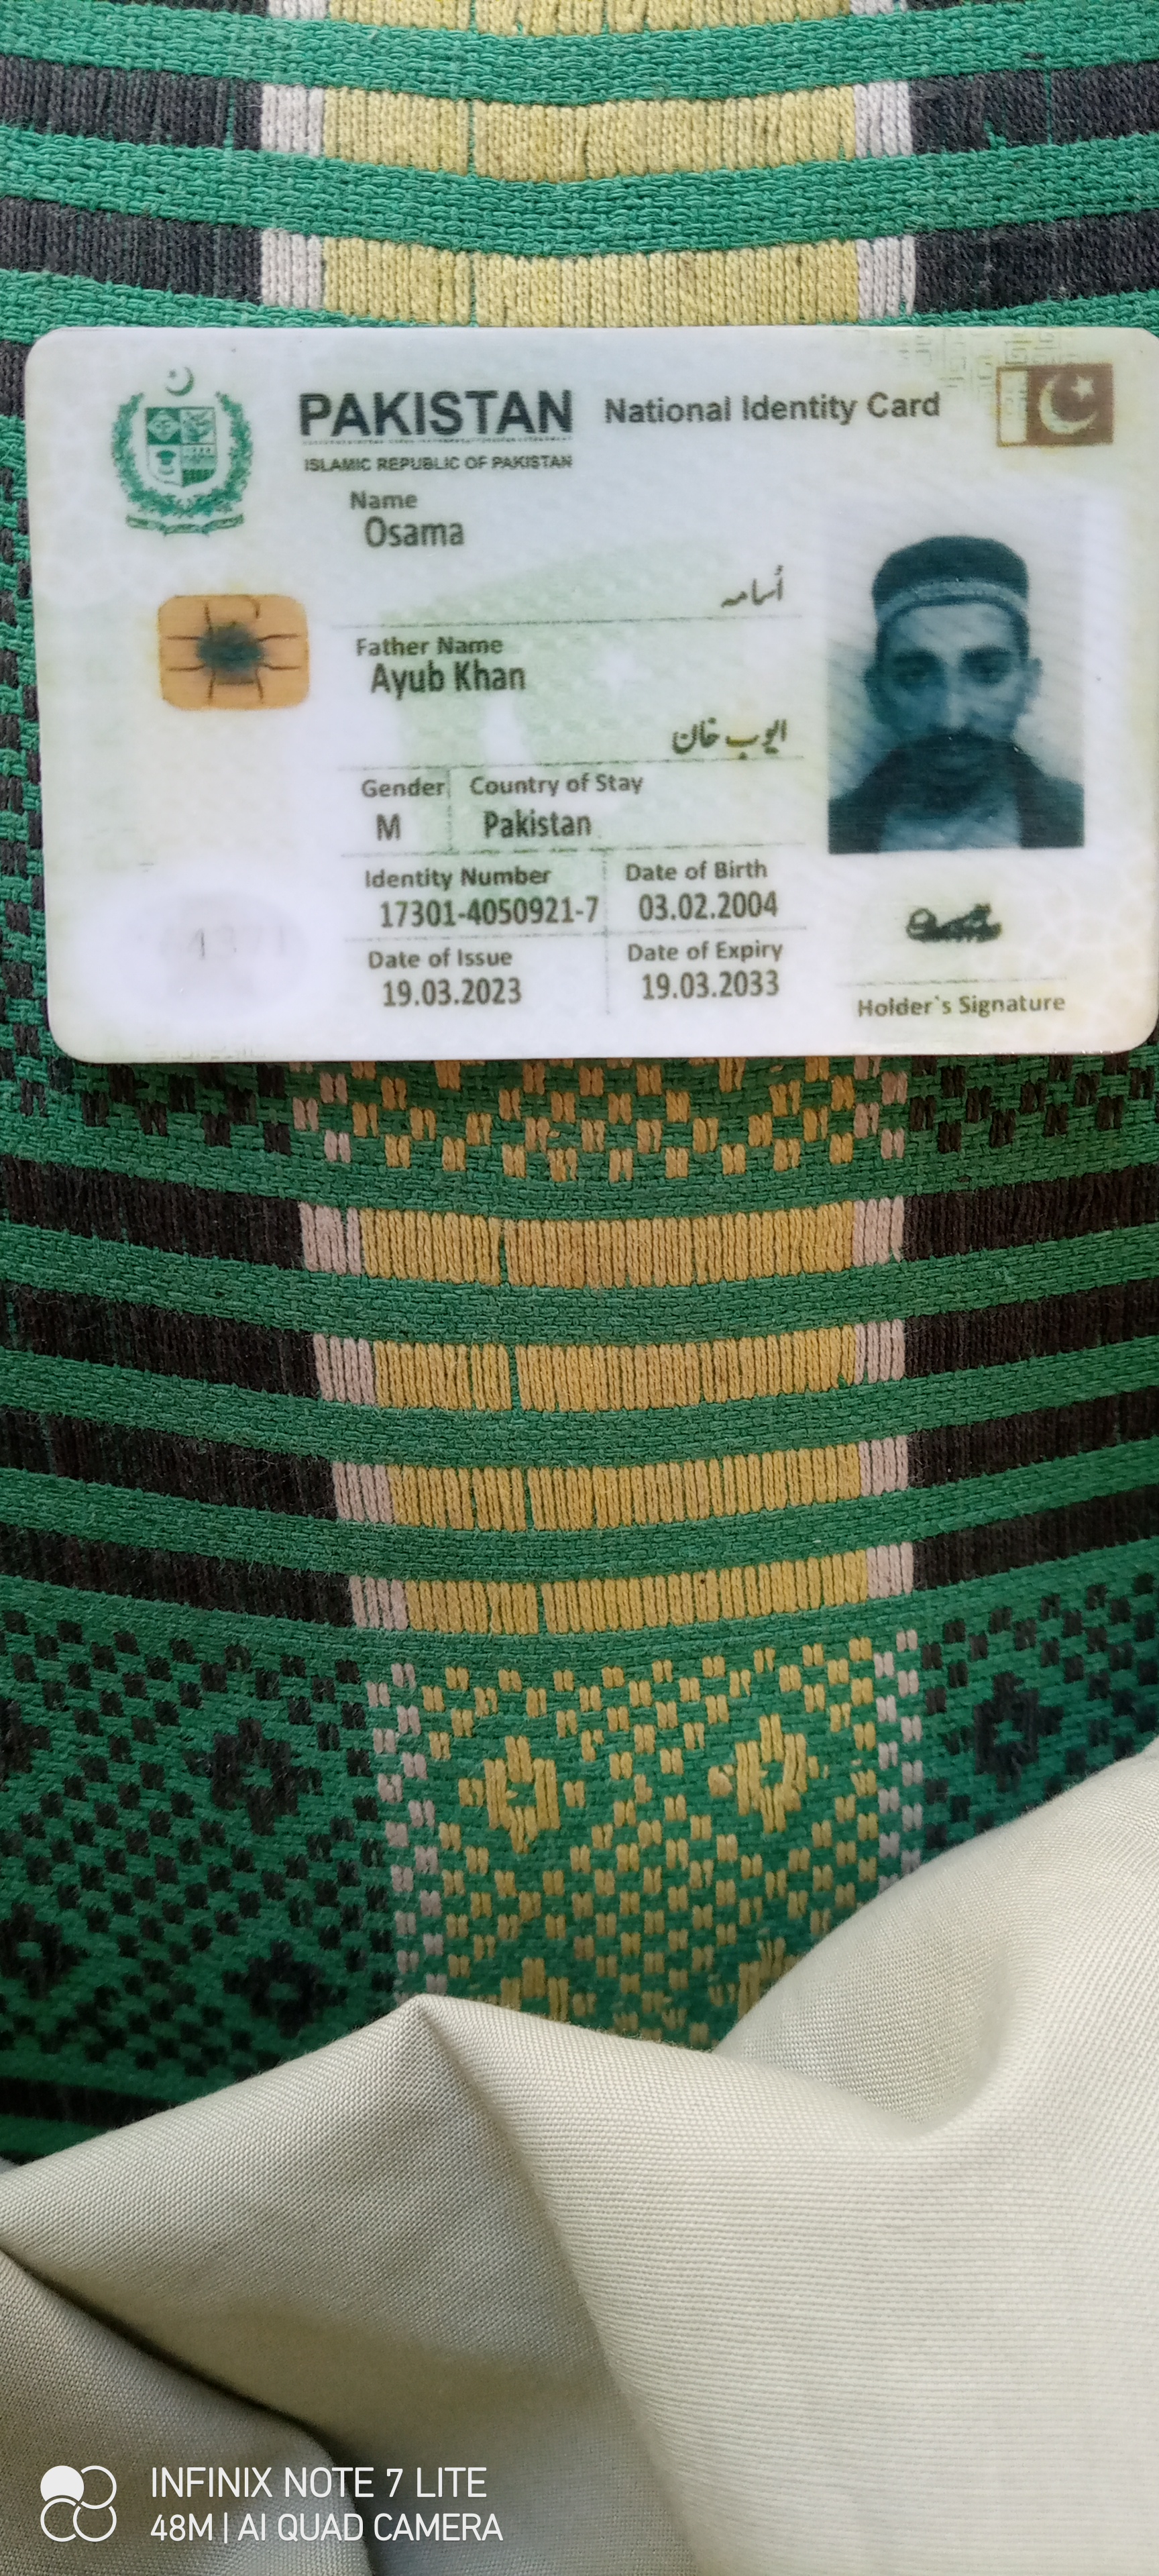 PAKISTAN National Identity Card
ISLAMIC REPUBLIC OF PAKISTAN
Name
Osama
اُسامہ
Father Name
Ayub Khan
ایوب خان
Gender Country of Stay
M Pakistan
Identity Number Date of Birth
17301-4050921-7 03.02.2004
Date of Issue Date of Expiry
19.03.2023 19.03.2033
Holder`s Signature
INFINIX NOTE 7 LITE
48M | AI QUAD CAMERA